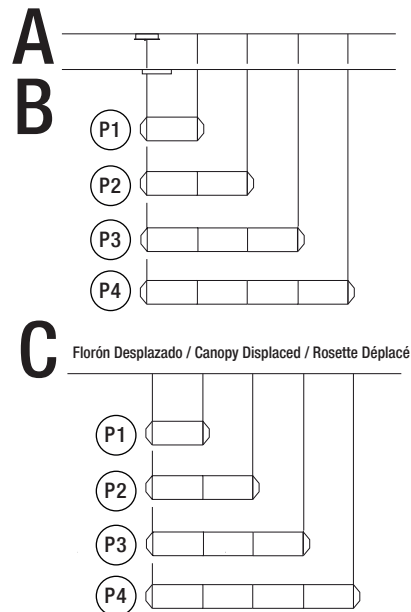 A
B
P1
P2
P3
P4
C Florón Desplazado / Canopy Displaced / Rosette Déplacé
P1
P2
P3
P4